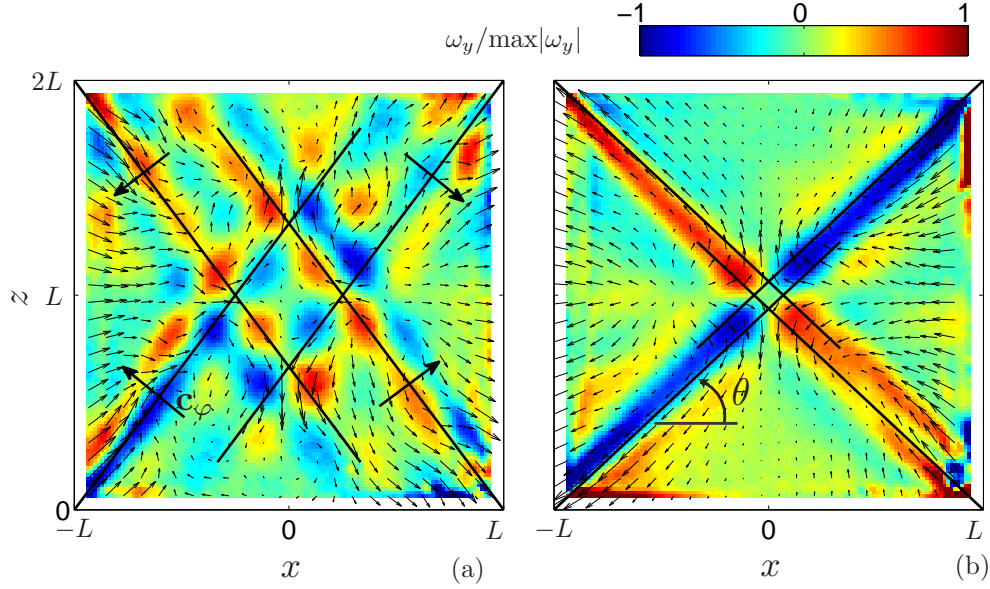 −1 0 1
ω_y/max|ω_y|
2L
z
L
c_φ
θ
0
−L 0 L −L 0 L
x (a) x (b)